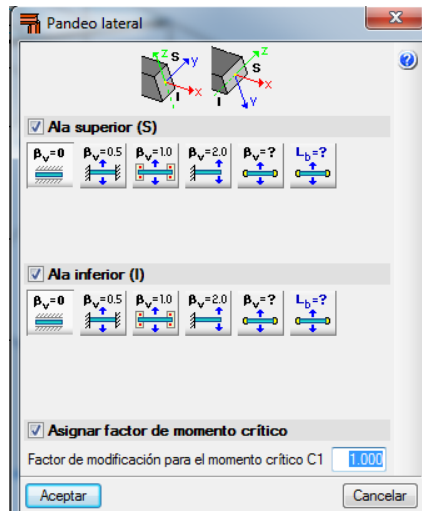 Pandeo lateral
z S y x I
z S x I y
Ala superior (S)
βv=0 βv=0.5 βv=1.0 βv=2.0 βv=? Lb=?
Ala inferior (I)
βv=0 βv=0.5 βv=1.0 βv=2.0 βv=? Lb=?
Asignar factor de momento crítico
Factor de modificación para el momento crítico C1 1.000
Aceptar Cancelar